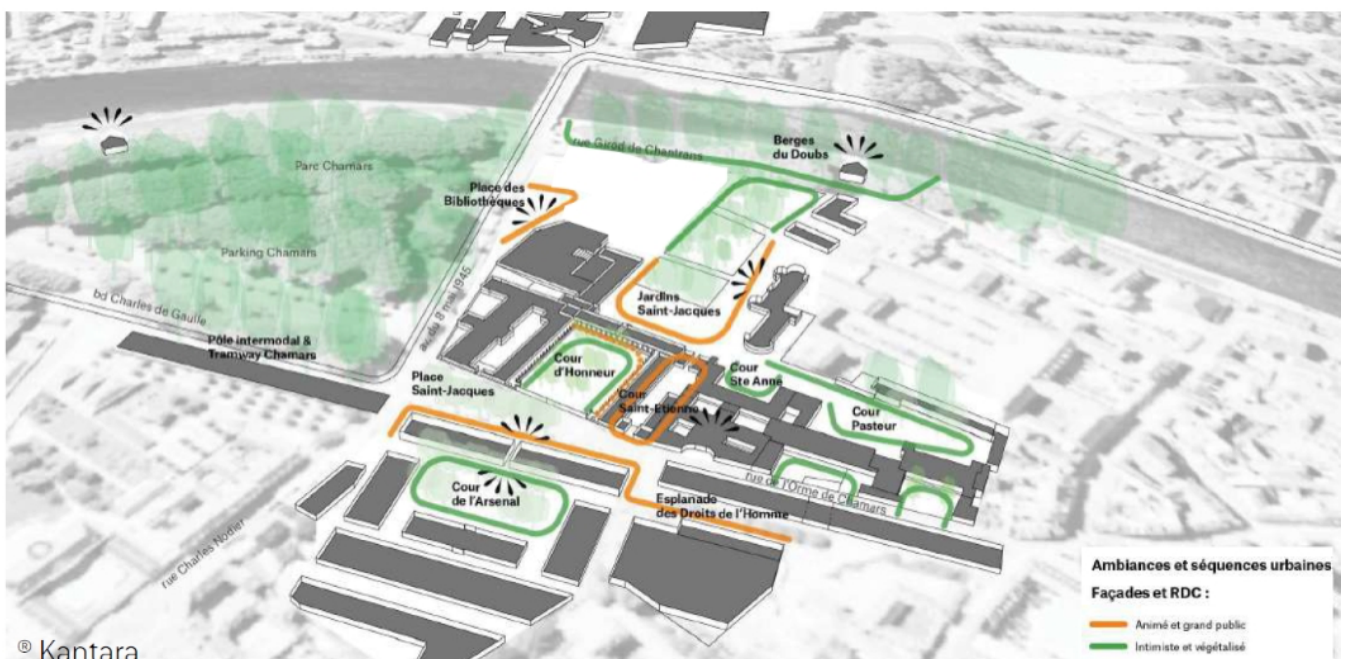 Parc Chamars
Parking Chamars
bd Charles de Gaulle
Pôle intermodal &
Tramway Chamars
av. du 8 mai 1945
Place des
Bibliothèques
rue Girod de Chantrans
Berges
du Doubs
Jardins
Saint-Jacques
Cour
d'Honneur
Place
Saint-Jacques
Cour
Saint-Etienne
Cour
Ste Anne
Cour
Pasteur
rue de l'Orme de Chamars
Cour
de l'Arsenal
Esplanade
des Droits de l'Homme
rue Charles Nodier
Ambiances et séquences urbaines
Façades et RDC :
Animé et grand public
Intimiste et végétalisé
® Kantara